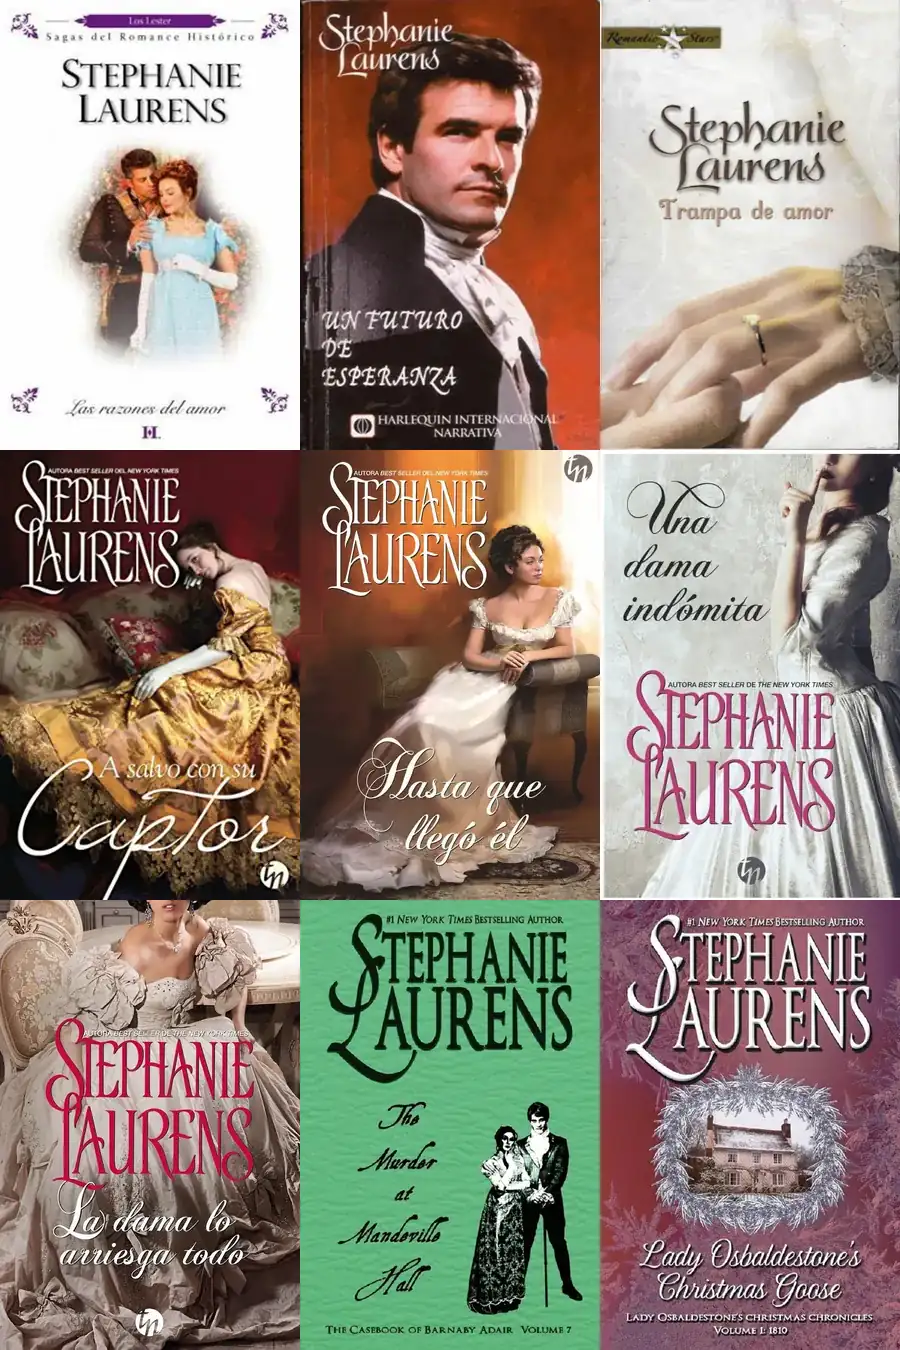 Los Lester
Sagas del Romance Histórico
STEPHANIE
LAURENS
Las razones del amor
H.
Stephanie
Laurens
UN FUTURO
DE
ESPERANZA
HARLEQUIN INTERNACIONAL
NARRATIVA
Romantic Stars
Stephanie
Laurens
Trampa de amor
AUTORA BEST SELLER DEL NEW YORK TIMES
STEPHANIE
LAURENS
A salvo con su
Captor
tn
tn
AUTORA BEST SELLER DEL NEW YORK TIMES
STEPHANIE
LAURENS
Hasta que
llegó él
Una
dama
indómita
AUTORA BEST SELLER DE THE NEW YORK TIMES
STEPHANIE
LAURENS
tn
AUTORA BEST SELLER DE THE NEW YORK TIMES
STEPHANIE
LAURENS
La dama lo
arriesga todo
tn
#1 NEW YORK TIMES BESTSELLING AUTHOR
STEPHANIE
LAURENS
The
Murder
at
Mandeville
Hall
THE CASEBOOK OF BARNABY ADAIR VOLUME 7
#1 NEW YORK TIMES BESTSELLING AUTHOR
STEPHANIE
LAURENS
Lady Osbaldestone's
Christmas Goose
LADY OSBALDESTONE'S CHRISTMAS CHRONICLES
VOLUME 1: 1810